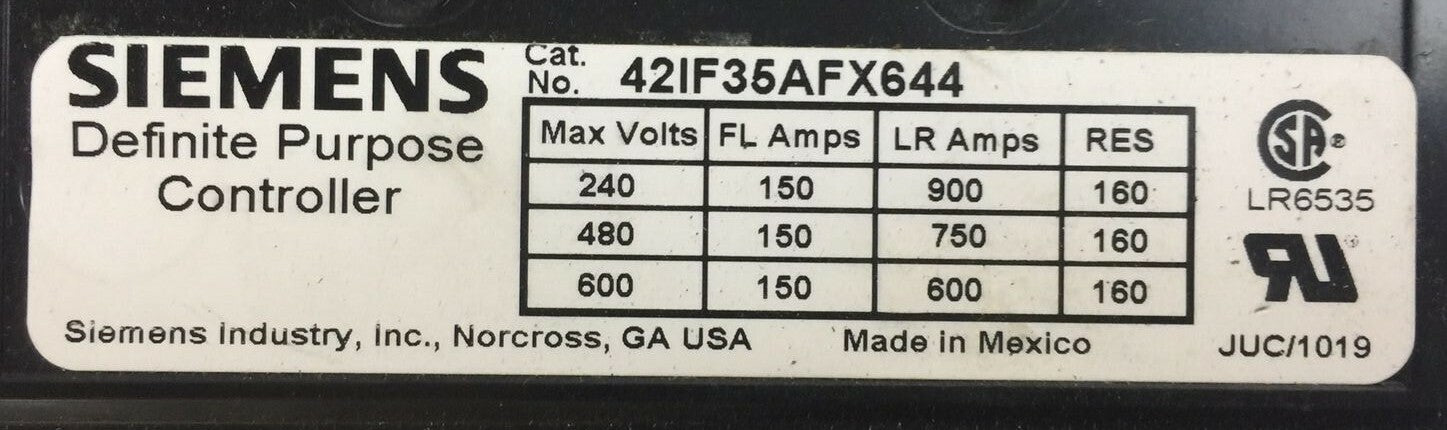 SIEMENS
Definite Purpose
Controller
Cat.
No. 42IF35AFX644
Max Volts FL Amps LR Amps RES
240 150 900 160
480 150 750 160
600 150 600 160
Siemens Industry, Inc., Norcross, GA USA Made in Mexico
SA®
LR6535
RU®
JUC/1019